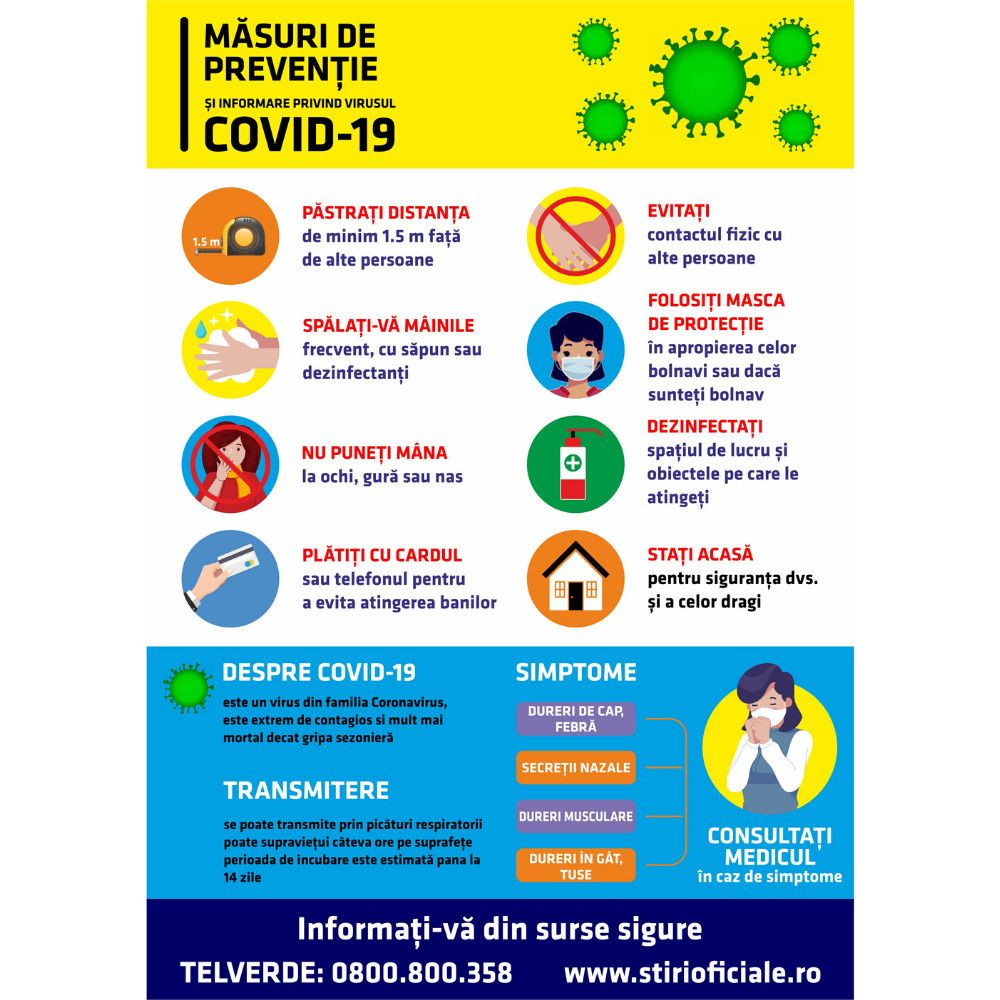 MĂSURI DE
PREVENȚIE
ȘI INFORMARE PRIVIND VIRUSUL
COVID-19
1.5 m
PĂSTRAȚI DISTANȚA
de minim 1.5 m față
de alte persoane
EVITAȚI
contactul fizic cu
alte persoane
SPĂLAȚI-VĂ MÂINILE
frecvent, cu săpun sau
dezinfectanți
FOLOSIȚI MASCA
DE PROTECȚIE
în apropierea celor
bolnavi sau dacă
sunteți bolnav
NU PUNEȚI MÂNA
la ochi, gură sau nas
DEZINFECTAȚI
spațiul de lucru și
obiectele pe care le
atingeți
PLĂTIȚI CU CARDUL
sau telefonul pentru
a evita atingerea banilor
STAȚI ACASĂ
pentru siguranța dvs.
și a celor dragi
DESPRE COVID-19
este un virus din familia Coronavirus,
este extrem de contagios si mult mai
mortal decat gripa sezonieră
TRANSMITERE
se poate transmite prin picături respiratorii
poate supraviețui câteva ore pe suprafețe
perioada de incubare este estimată pana la
14 zile
SIMPTOME
DURERI DE CAP,
FEBRĂ
SECREȚII NAZALE
DURERI MUSCULARE
DURERI ÎN GÂT,
TUSE
CONSULTAȚI
MEDICUL
în caz de simptome
Informați-vă din surse sigure
TELVERDE: 0800.800.358 www.stirioficiale.ro